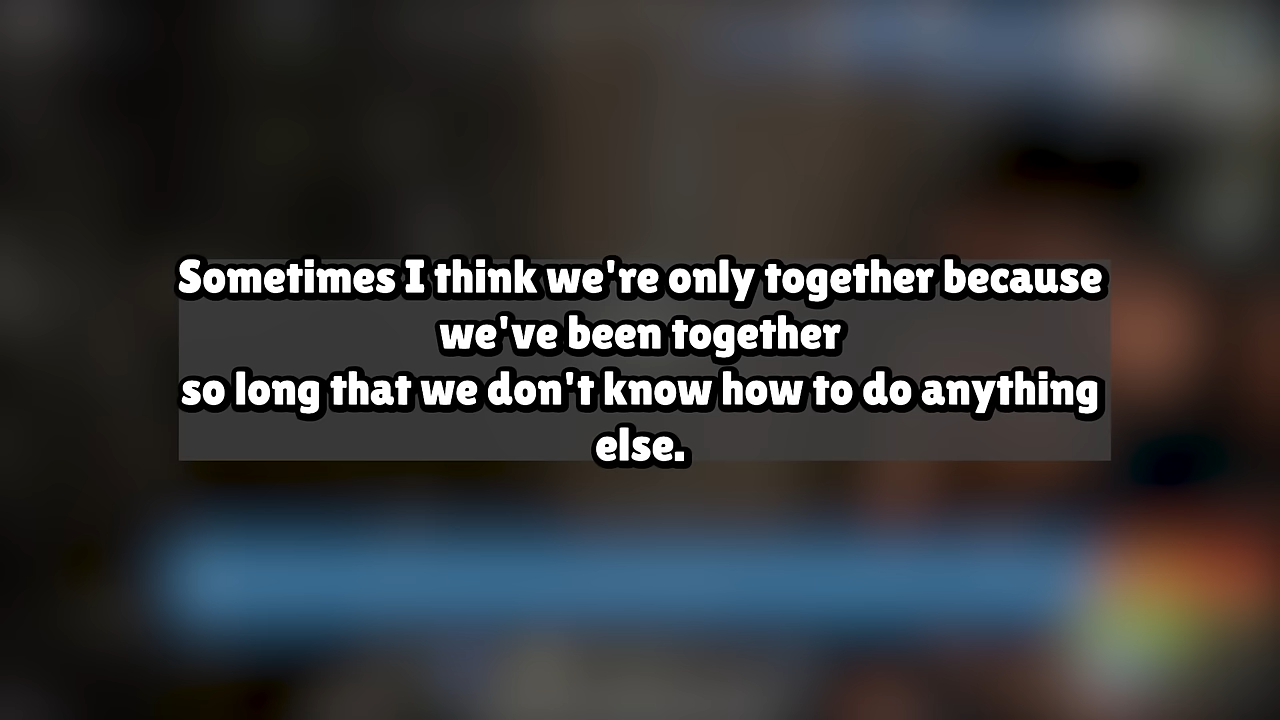 Sometimes I think we're only together because
we've been together
so long that we don't know how to do anything
else.